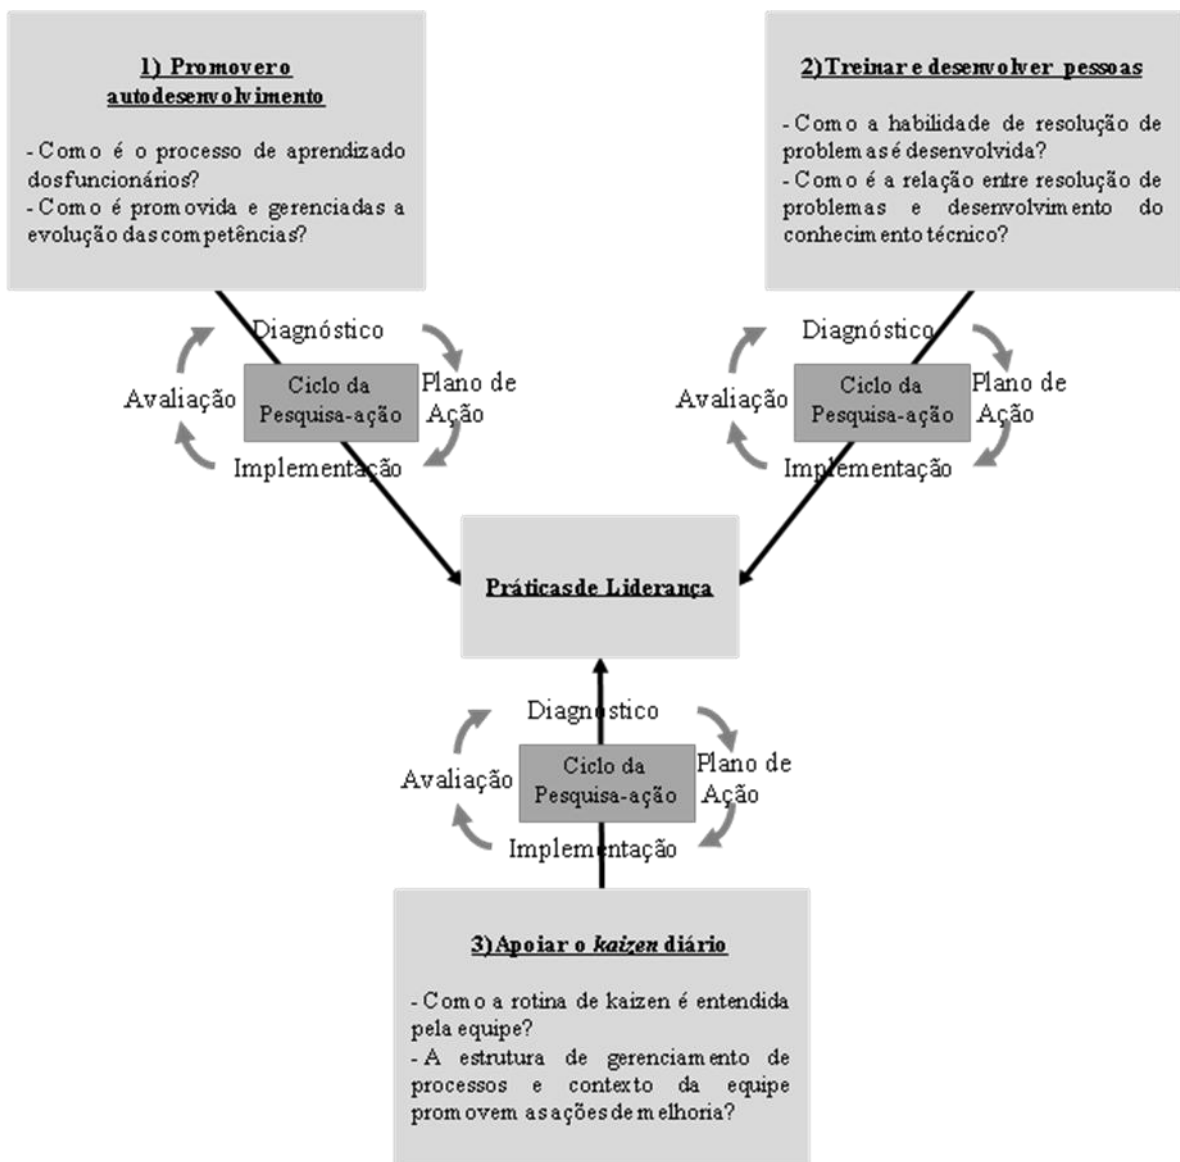 1) Promover o
autodesenvolvimento
- Como é o processo de aprendizado
dos funcionários?
- Como é promovida e gerenciadas a
evolução das competências?
2) Treinar e desenvolver pessoas
- Como a habilidade de resolução de
problemas é desenvolvida?
- Como é a relação entre resolução de
problemas e desenvolvimento do
conhecimento técnico?
Diagnóstico
Avaliação
Ciclo da
Pesquisa-ação
Plano de
Ação
Implementação
Diagnóstico
Avaliação
Ciclo da
Pesquisa-ação
Plano de
Ação
Implementação
Práticas de Liderança
Diagnóstico
Avaliação
Ciclo da
Pesquisa-ação
Plano de
Ação
Implementação
3) Apoiar o kaizen diário
- Como a rotina de kaizen é entendida
pela equipe?
- A estrutura de gerenciamento de
processos e contexto da equipe
promovem as ações de melhoria?